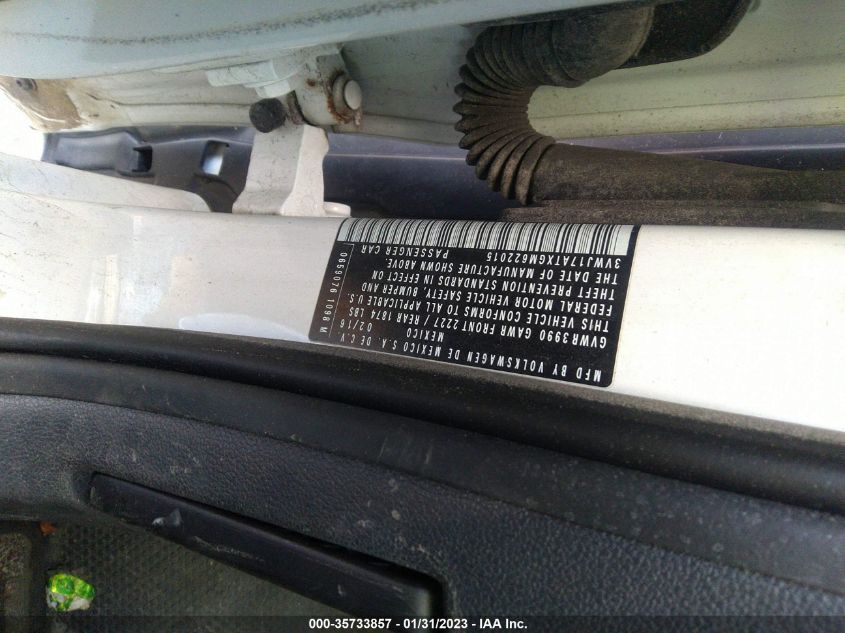 MFD BY VOLKSWAGEN DE MEXICO S.A. DE C.V.
MEXICO 02/16
GVWR 3990 GAWR FRONT 2227 / REAR 1874 LBS
THIS VEHICLE CONFORMS TO ALL APPLICABLE U.S.
FEDERAL MOTOR VEHICLE SAFETY, BUMPER AND
THEFT PREVENTION STANDARDS IN EFFECT ON
THE DATE OF MANUFACTURE SHOWN ABOVE.
3VWJ17ATXGM622015 PASSENGER CAR
0659076 1098 M
000-35733857 - 01/31/2023 - IAA Inc.